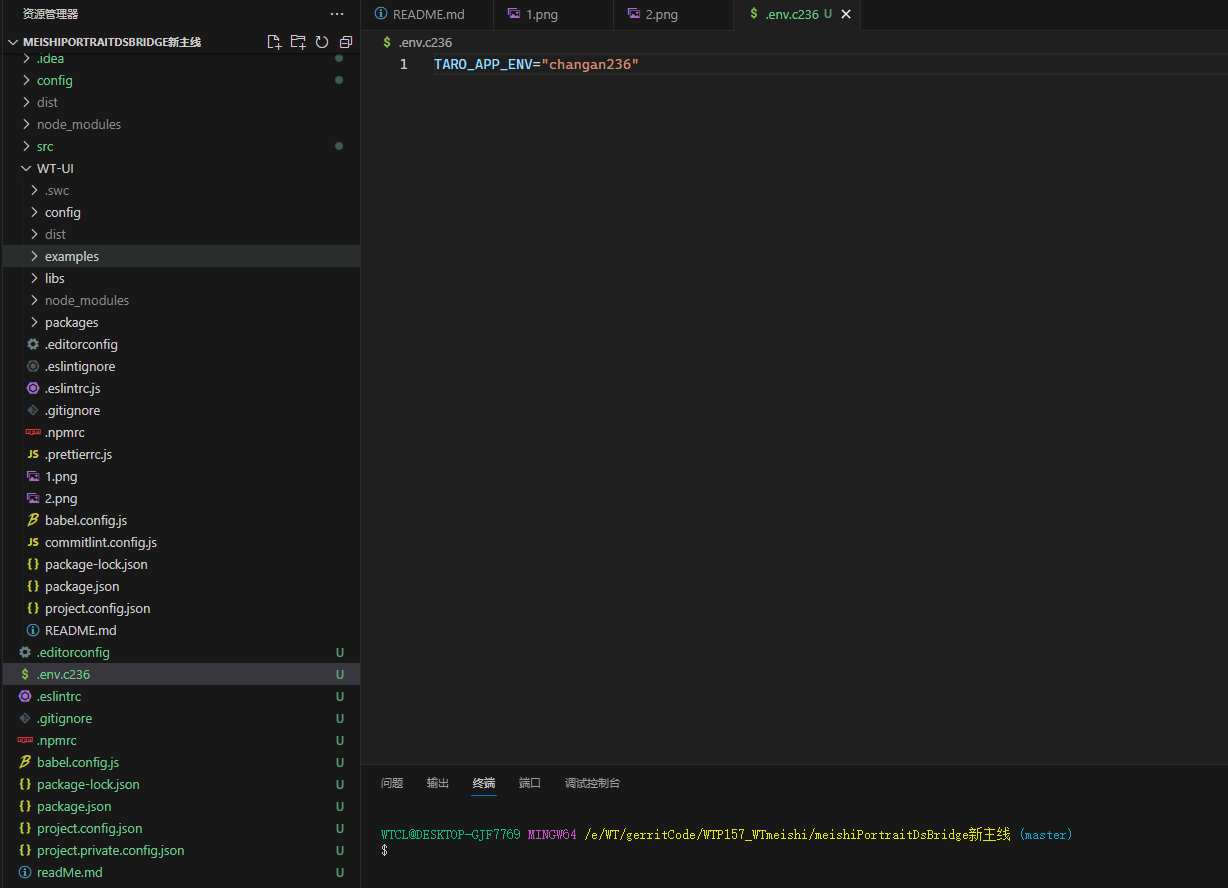 资源管理器
MEISHIPORTRAITDSBRIDGE新主线
.idea
config
dist
node_modules
src
WT-UI
.swc
config
dist
examples
libs
node_modules
packages
.editorconfig
.eslintignore
.eslintrc.js
.gitignore
.npmrc
.prettierrc.js
1.png
2.png
babel.config.js
commitlint.config.js
package-lock.json
package.json
project.config.json
README.md
.editorconfig U
.env.c236 U
.eslintrc U
.gitignore U
.npmrc U
babel.config.js U
package-lock.json U
package.json U
project.config.json U
project.private.config.json U
readMe.md U
README.md 1.png 2.png .env.c236 U
.env.c236
1 TARO_APP_ENV="changan236"
问题 输出 终端 端口 调试控制台
WTCL@DESKTOP-GJF7769 MINGW64 /e/WT/gerritCode/WTP157_WTmeishi/meishiPortraitDsBridge新主线 (master)
$